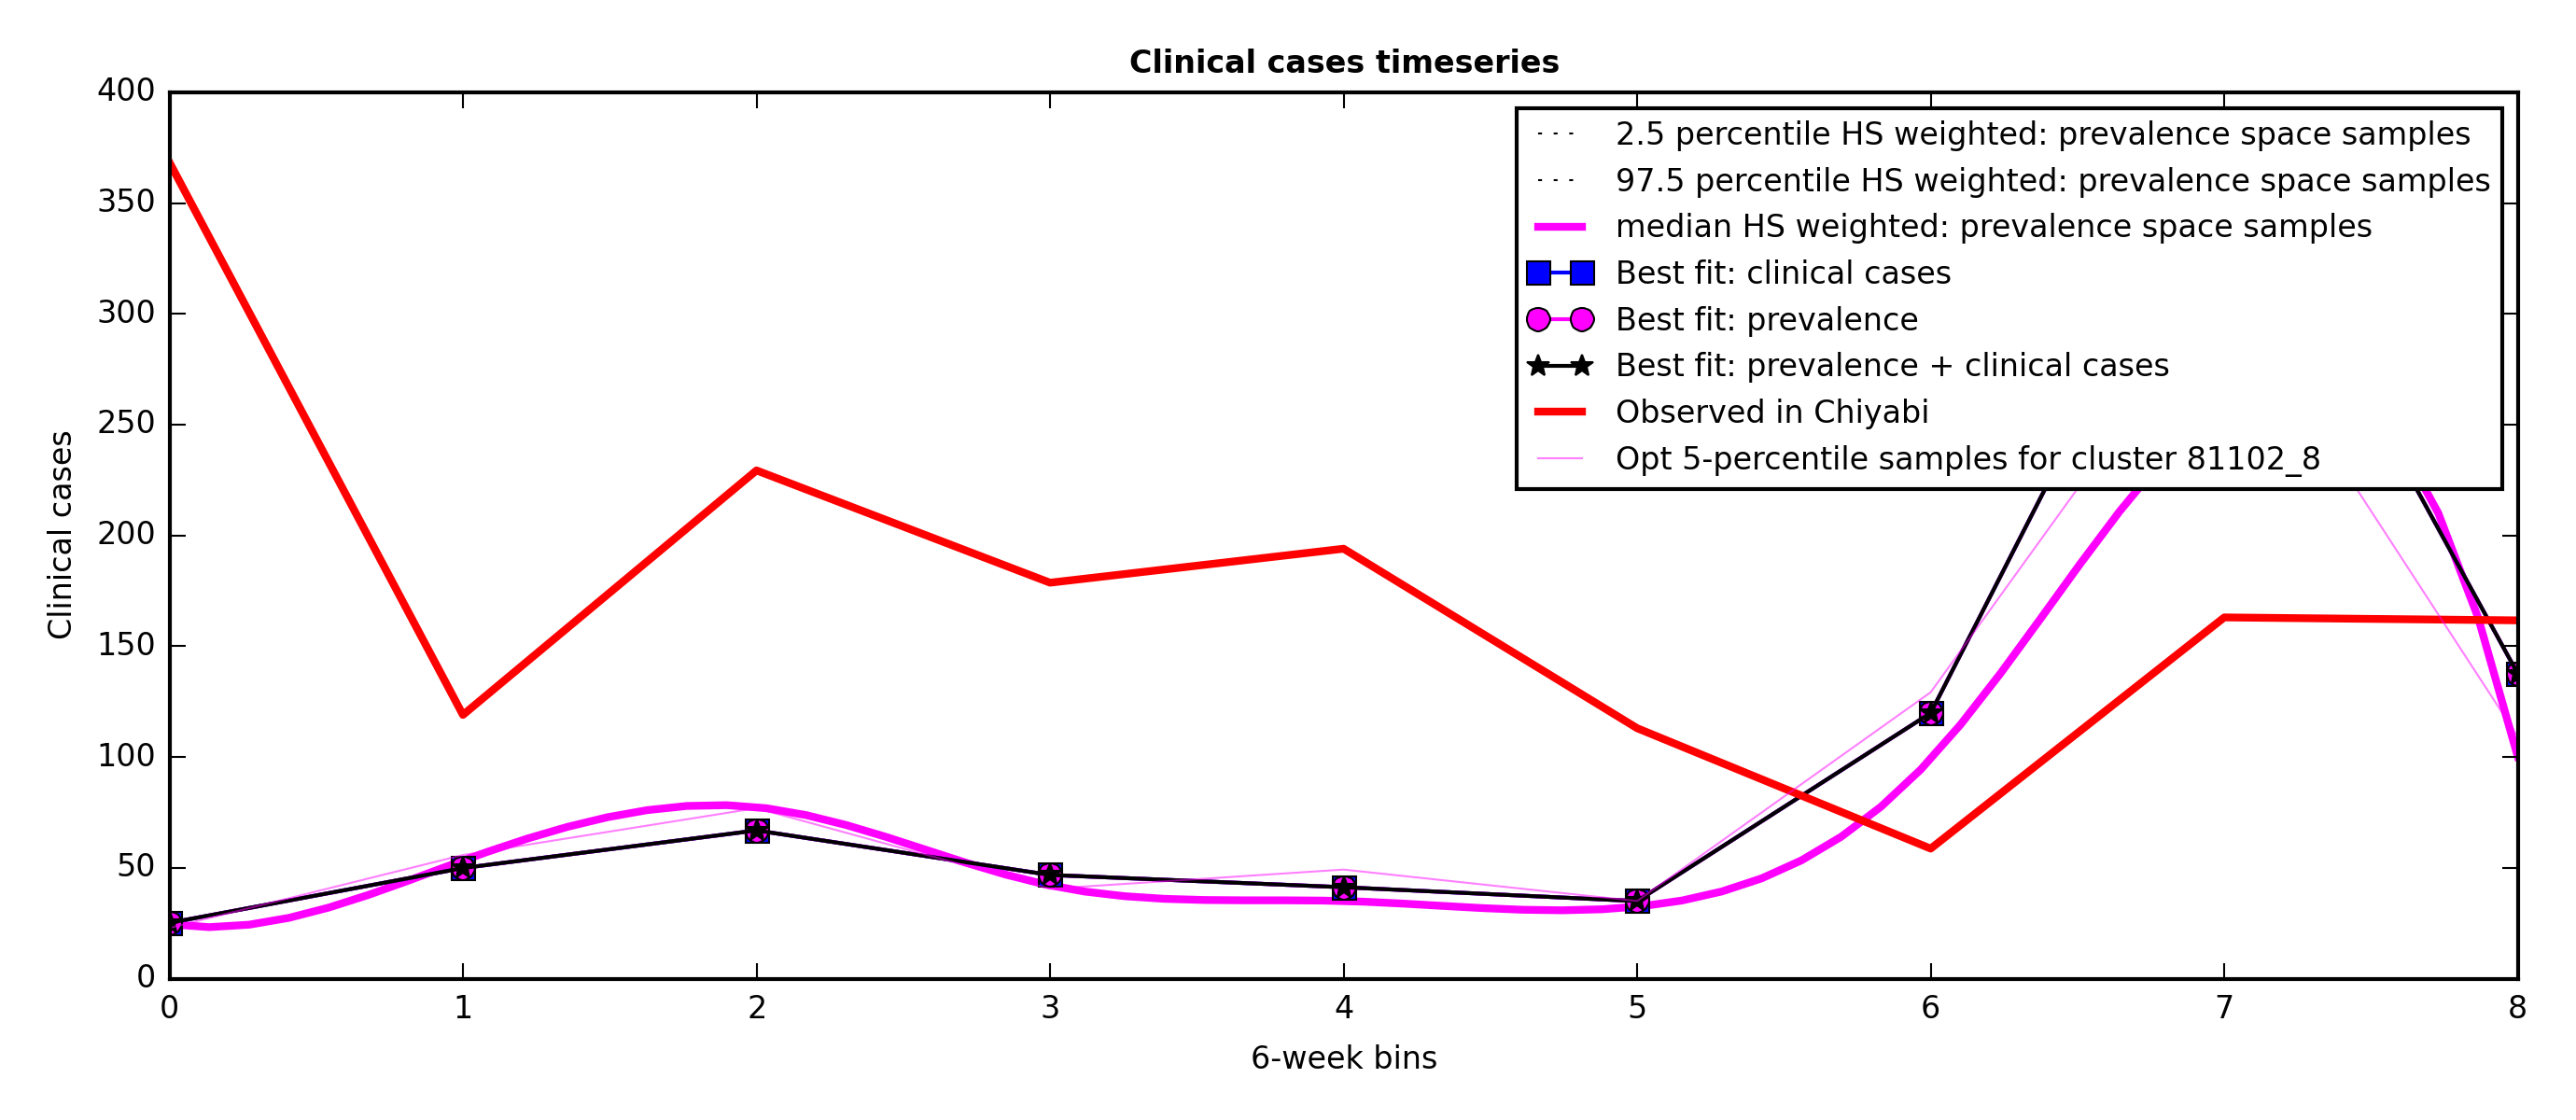 Clinical cases timeseries
400
350
300
250
200
150
100
50
0
Clinical cases
2.5 percentile HS weighted: prevalence space samples
97.5 percentile HS weighted: prevalence space samples
median HS weighted: prevalence space samples
Best fit: clinical cases
Best fit: prevalence
Best fit: prevalence + clinical cases
Observed in Chiyabi
Opt 5-percentile samples for cluster 81102_8
0 1 2 3 4 5 6 7 8
6-week bins